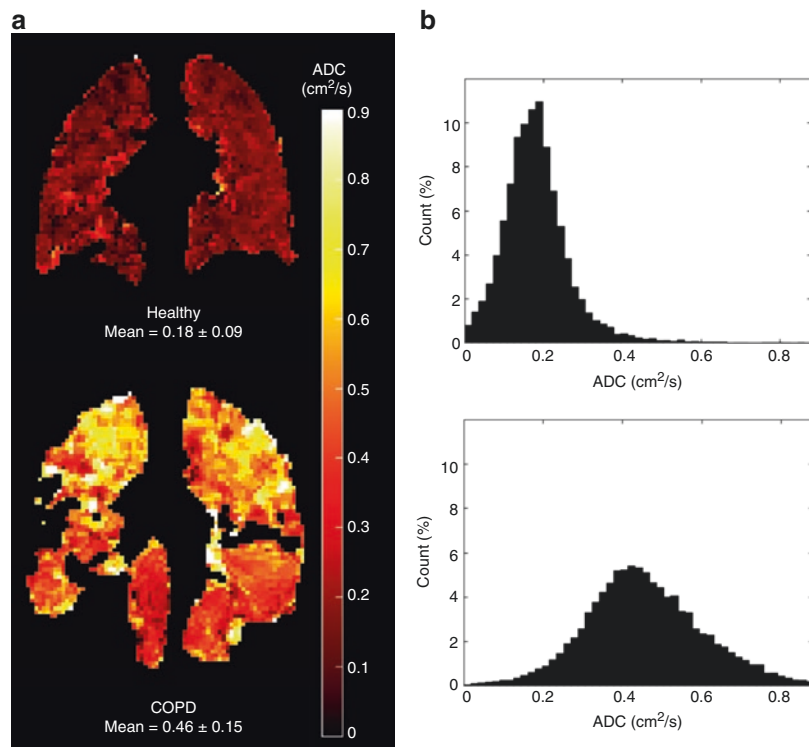 a
ADC
(cm²/s)
0.9
0.8
0.7
0.6
0.5
0.4
0.3
0.2
0.1
0
Healthy
Mean = 0.18 ± 0.09
COPD
Mean = 0.46 ± 0.15
b
Count (%)
10
8
6
4
2
0
0 0.2 0.4 0.6 0.8
ADC (cm²/s)
Count (%)
10
8
6
4
2
0
0.2 0.4 0.6 0.8
ADC (cm²/s)